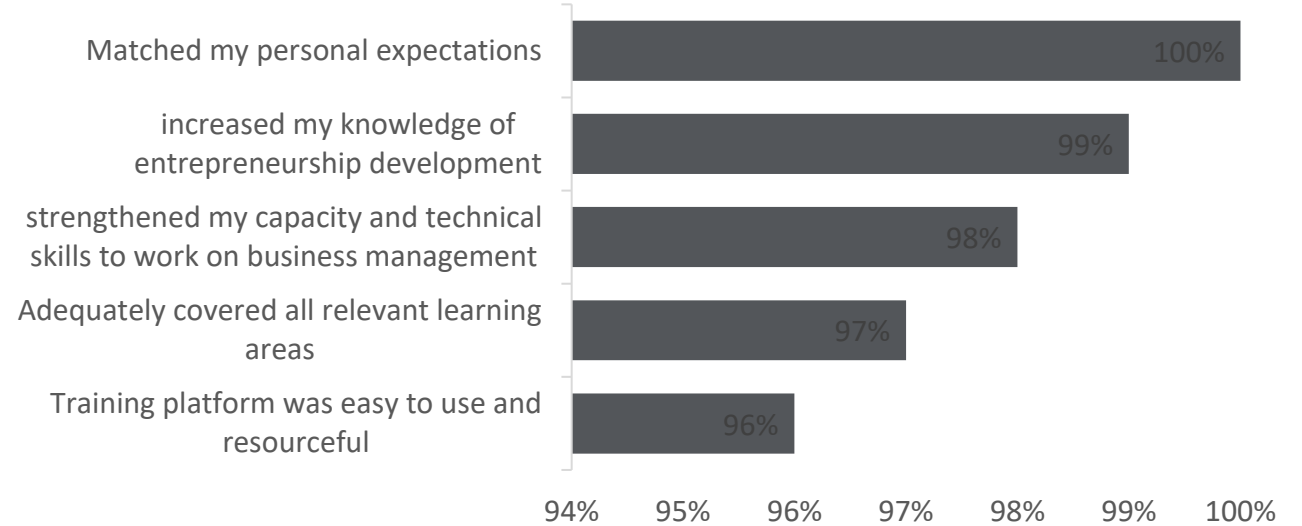 Matched my personal expectations
100%
increased my knowledge of
entrepreneurship development
99%
strengthened my capacity and technical
skills to work on business management
98%
Adequately covered all relevant learning
areas
97%
Training platform was easy to use and
resourceful
96%
94% 95% 96% 97% 98% 99% 100%